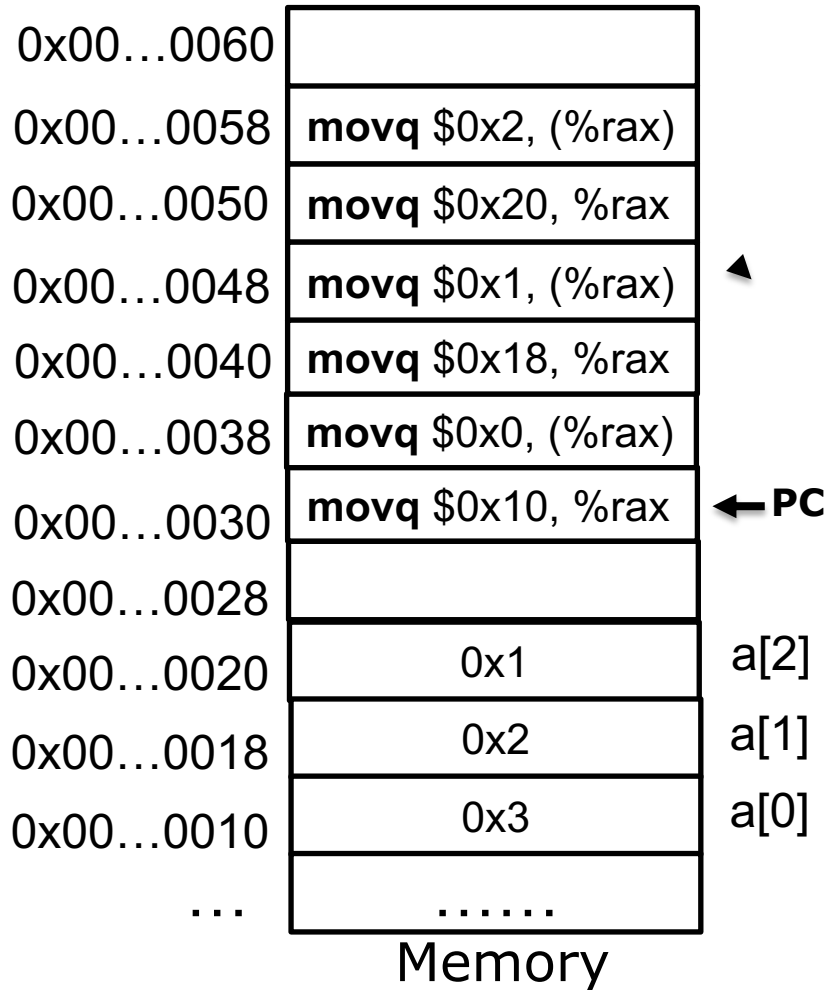 0x00…0060
0x00…0058 movq $0x2, (%rax)
0x00…0050 movq $0x20, %rax
0x00…0048 movq $0x1, (%rax)
0x00…0040 movq $0x18, %rax
0x00…0038 movq $0x0, (%rax)
0x00…0030 movq $0x10, %rax PC
0x00…0028
0x00…0020 0x1 a[2]
0x00…0018 0x2 a[1]
0x00…0010 0x3 a[0]
… ……
Memory